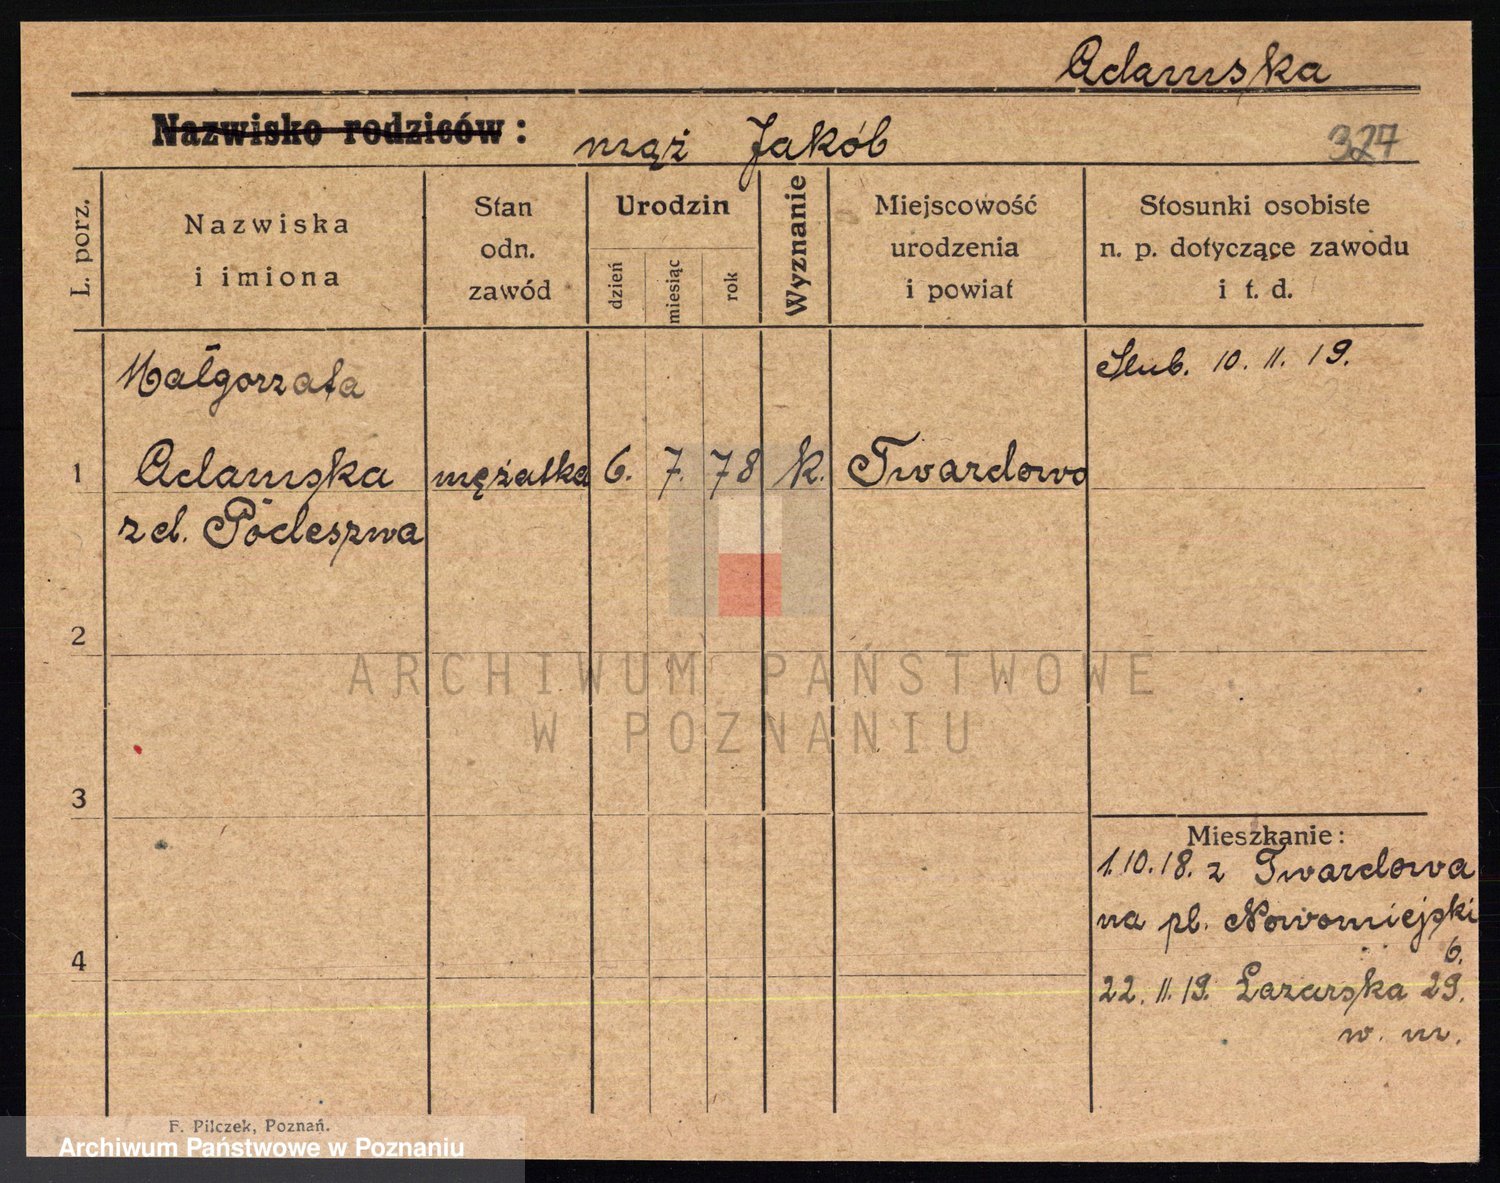 Adamska
Nazwisko rodziców: mąż Jakób 327
L. porz.
Nazwiska
i imiona
Stan
odn.
zawód
Urodzin
dzień
miesiąc
rok
Wyznanie
Miejscowość
urodzenia
i powiat
Stosunki osobiste
n. p. dotyczące zawodu
i t. d.
Małgorzata
Ślub. 10. 11. 19.
1 Adamska mężatka 6. 7. 78 k. Twardowo
zd. Podeszwa
2
ARCHIWUM PAŃSTWOWE
W POZNANIU
3
Mieszkanie:
1.10.18. z Twardowa
na pl. Nowomiejski
6.
4
22. 11. 19. Łazarska 29.
w. m.
F. Pilczek, Poznań.
Archiwum Państwowe w Poznaniu